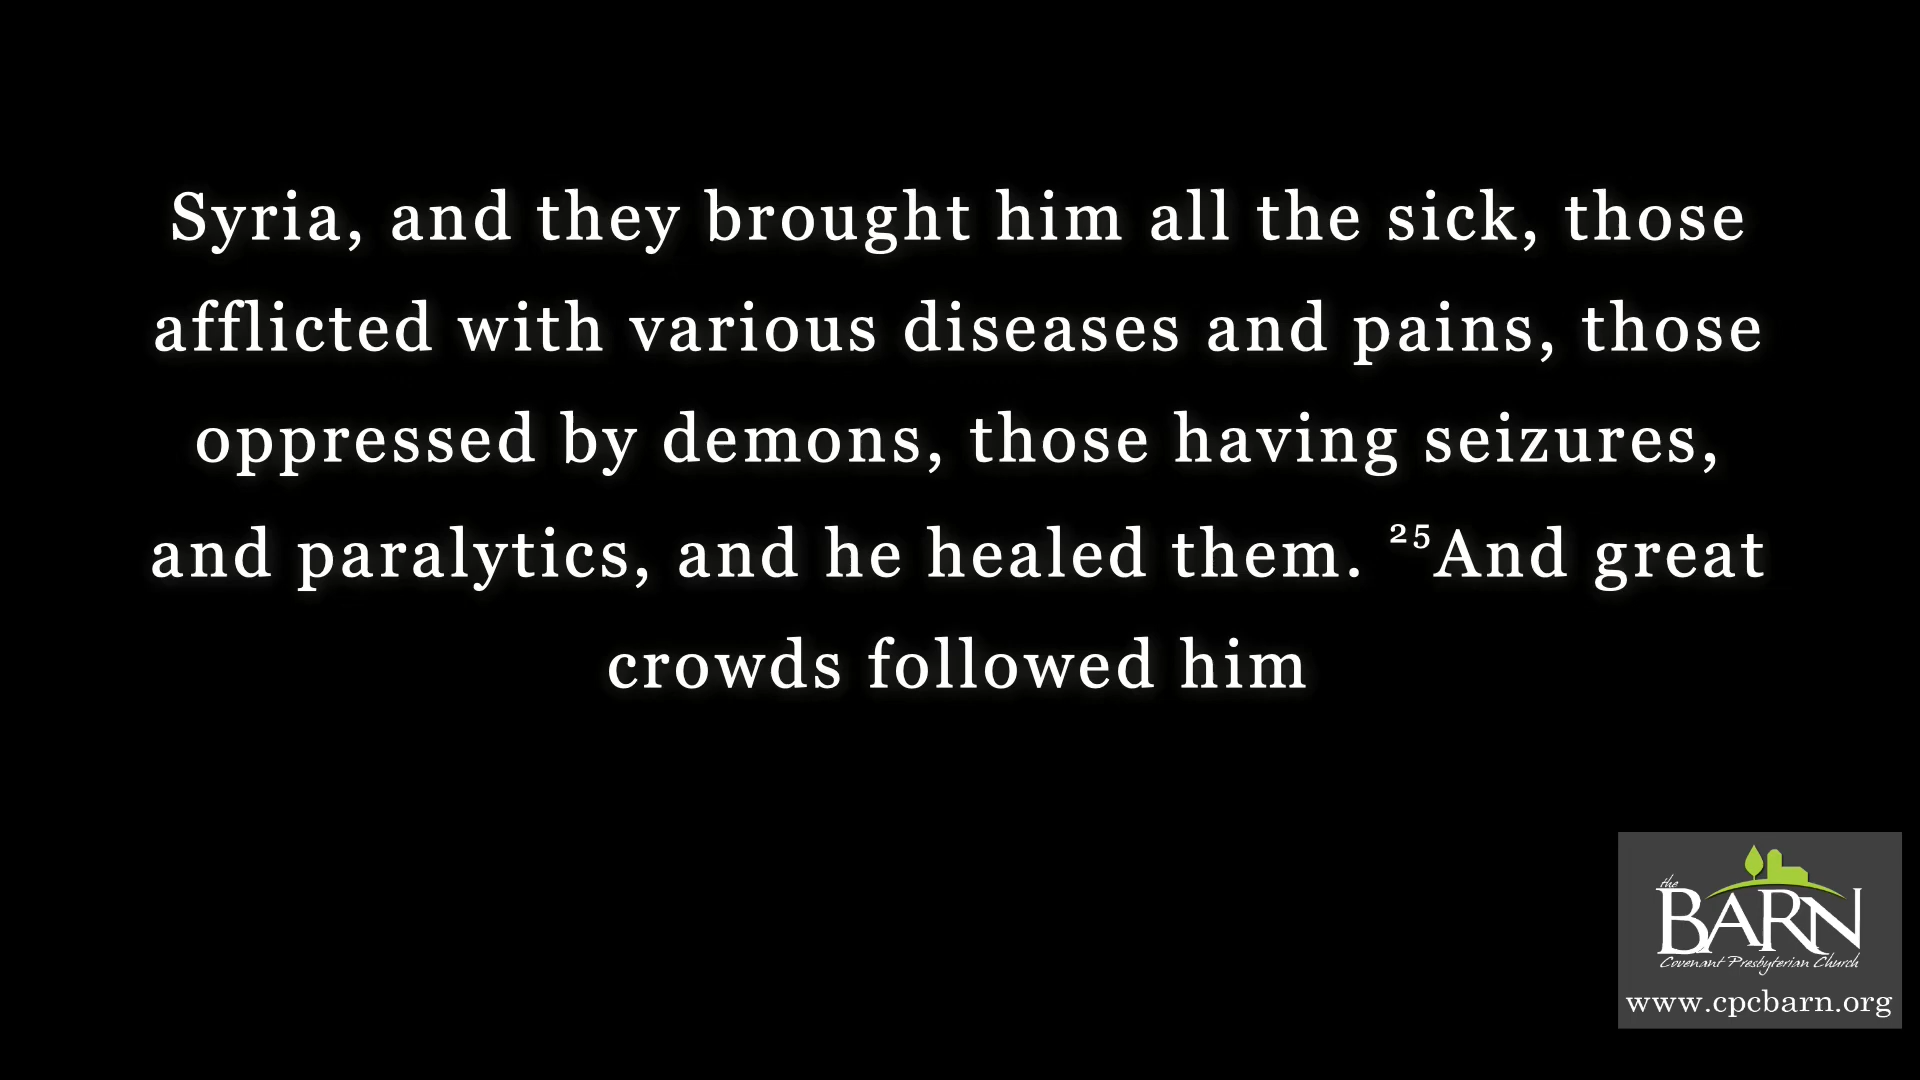 Syria, and they brought him all the sick, those
afflicted with various diseases and pains, those
oppressed by demons, those having seizures,
and paralytics, and he healed them. ²⁵And great
crowds followed him
the
BARN
Covenant Presbyterian Church
www.cpcbarn.org